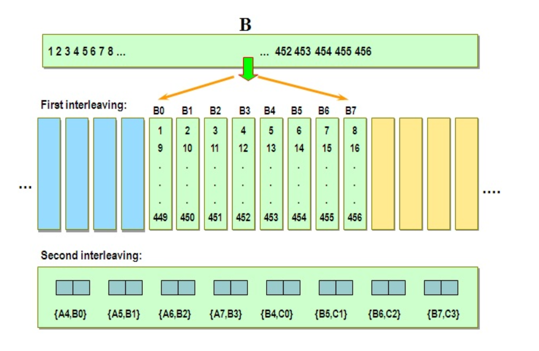 B
1 2 3 4 5 6 7 8 ... ... 452 453 454 455 456
First interleaving:
B0 B1 B2 B3 B4 B5 B6 B7
1 2 3 4 5 6 7 8
9 10 11 12 13 14 15 16
. . . . . . . .
. . . . . . . .
. . . . . . . .
... ....
449 450 451 452 453 454 455 456
Second interleaving:
{A4,B0} {A5,B1} {A6,B2} {A7,B3} {B4,C0} {B5,C1} {B6,C2} {B7,C3}